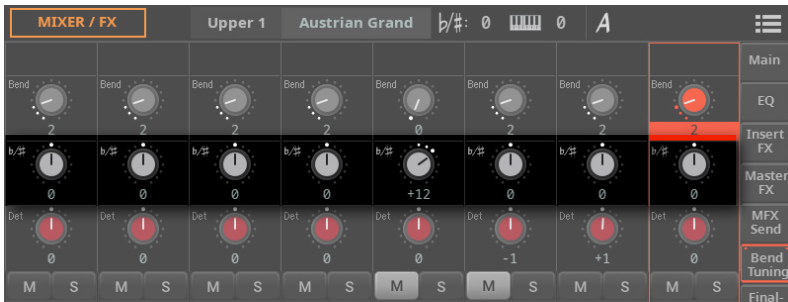 MIXER / FX
Upper 1
Austrian Grand
♭/♯: 0
0
A
Main
Bend Bend Bend Bend Bend Bend Bend Bend
2 2 2 2 0 2 2 2
EQ
Insert
FX
♭/♯ ♭/♯ ♭/♯ ♭/♯ ♭/♯ ♭/♯ ♭/♯ ♭/♯
0 0 0 0 +12 0 0 0
Master
FX
Det Det Det Det Det Det Det Det
0 0 0 0 0 -1 +1 0
MFX
Send
Bend
Tuning
M S M S M S M S M S M S M S M S
Final-